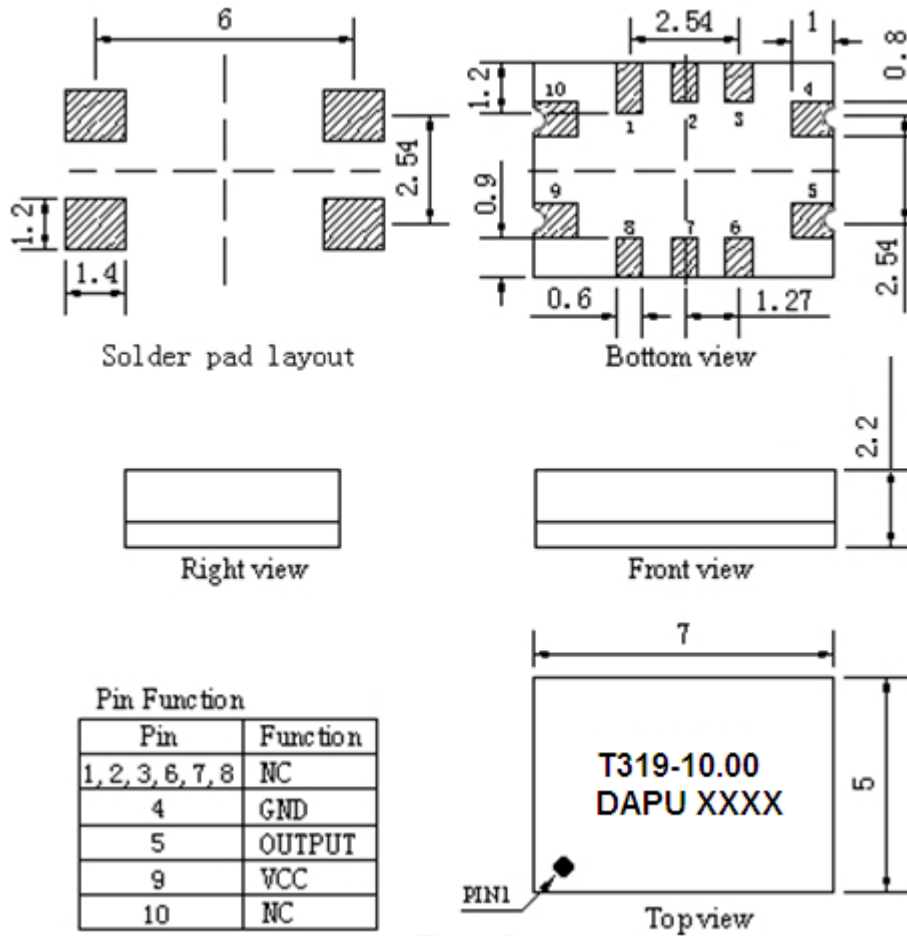 6
2.54
1.2
1.4
Solder pad layout
2.54
1
0.8
1.2
10
4
1
2
3
0.9
9
5
8
7
6
2.54
0.6
1.27
Bottom view
Right view
2.2
Front view
Pin Function
Pin Function
1, 2, 3, 6, 7, 8 NC
4 GND
5 OUTPUT
9 VCC
10 NC
7
T319-10.00
DAPU XXXX
5
PIN1
Top view